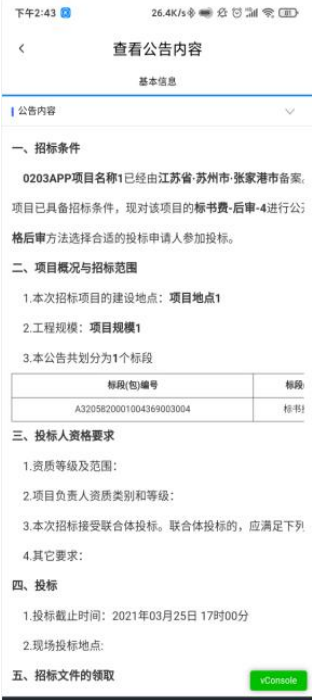 下午2:43 26.4K/s 81
查看公告内容
基本信息
公告内容
一、招标条件
0203APP项目名称1已经由江苏省·苏州市·张家港市备案。
项目已具备招标条件，现对该项目的标书费-后审-4进行公
格后审方法选择合适的投标申请人参加投标。
二、项目概况与招标范围
1.本次招标项目的建设地点：项目地点1
2.工程规模：项目规模1
3.本公告共划分为1个标段
标段(包)编号 标段
A3205820001004369003004 标书
三、投标人资格要求
1.资质等级及范围：
2.项目负责人资质类别和等级：
3.本次招标接受联合体投标。联合体投标的，应满足下列
4.其它要求：
四、投标
1.投标截止时间：2021年03月25日 17时00分
2.现场投标地点:
五、招标文件的领取
vConsole